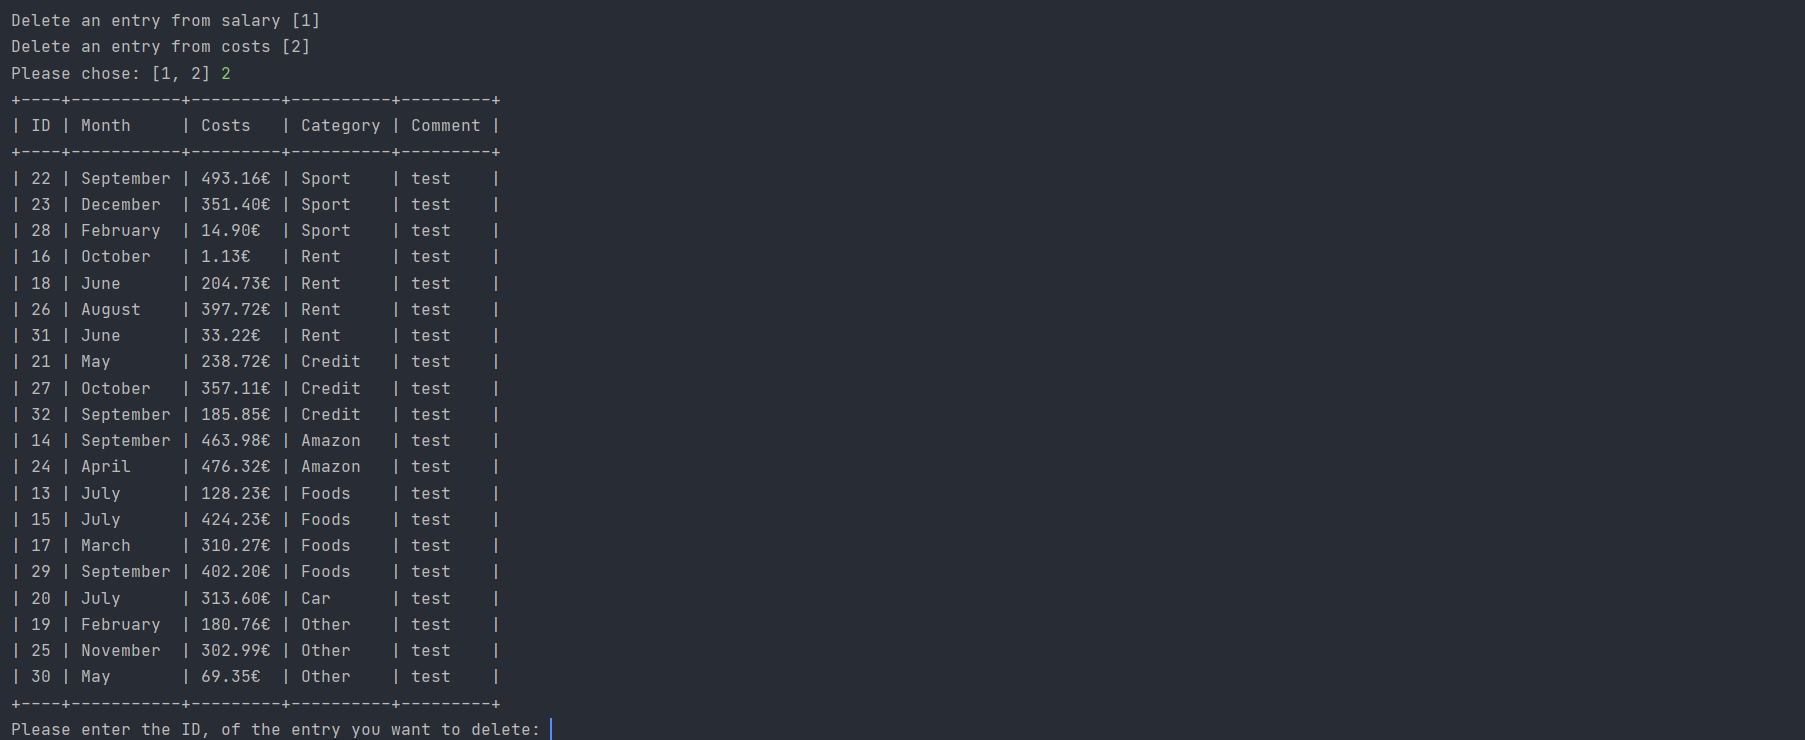 Delete an entry from salary [1]
Delete an entry from costs [2]
Please chose: [1, 2] 2
+----+-----------+---------+----------+---------+
| ID | Month     | Costs   | Category | Comment |
+----+-----------+---------+----------+---------+
| 22 | September | 493.16€ | Sport    | test    |
| 23 | December  | 351.40€ | Sport    | test    |
| 28 | February  | 14.90€  | Sport    | test    |
| 16 | October   | 1.13€   | Rent     | test    |
| 18 | June      | 204.73€ | Rent     | test    |
| 26 | August    | 397.72€ | Rent     | test    |
| 31 | June      | 33.22€  | Rent     | test    |
| 21 | May       | 238.72€ | Credit   | test    |
| 27 | October   | 357.11€ | Credit   | test    |
| 32 | September | 185.85€ | Credit   | test    |
| 14 | September | 463.98€ | Amazon   | test    |
| 24 | April     | 476.32€ | Amazon   | test    |
| 13 | July      | 128.23€ | Foods    | test    |
| 15 | July      | 424.23€ | Foods    | test    |
| 17 | March     | 310.27€ | Foods    | test    |
| 29 | September | 402.20€ | Foods    | test    |
| 20 | July      | 313.60€ | Car      | test    |
| 19 | February  | 180.76€ | Other    | test    |
| 25 | November  | 302.99€ | Other    | test    |
| 30 | May       | 69.35€  | Other    | test    |
+----+-----------+---------+----------+---------+
Please enter the ID, of the entry you want to delete: